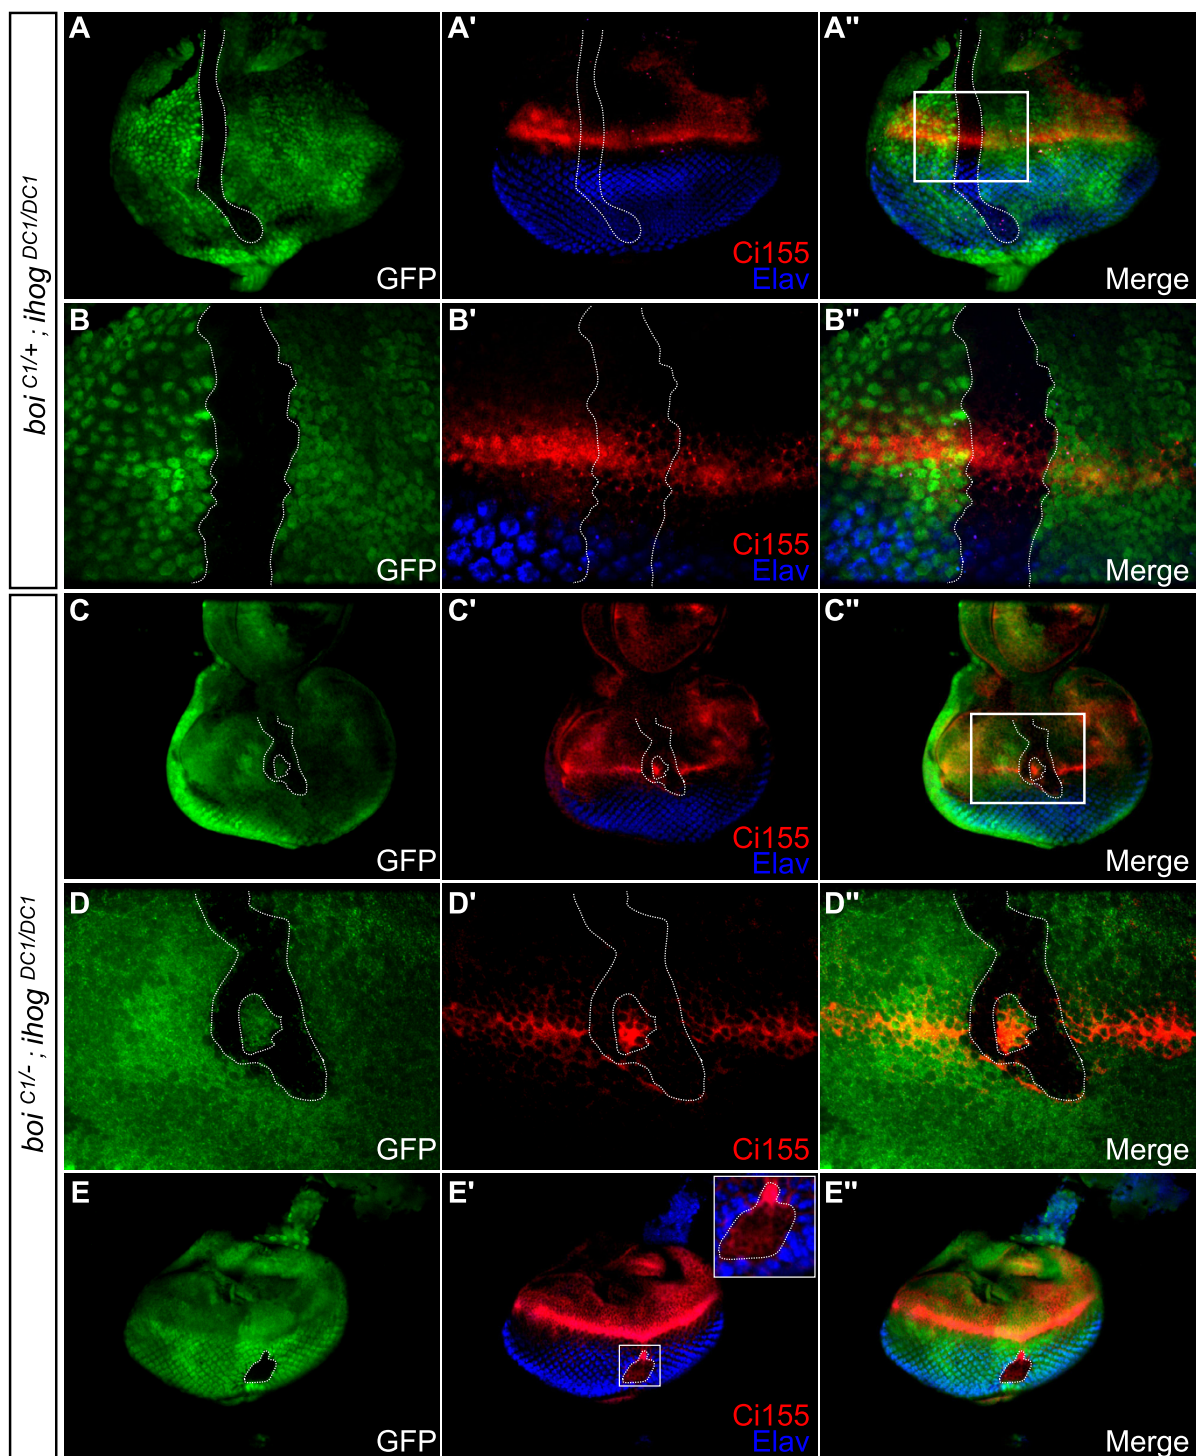 boi C1/+ ; ihog DC1/DC1
A
GFP
A'
Ci155
Elav
A"
Merge
B
GFP
B'
Ci155
Elav
B"
Merge
boi C1/- ; ihog DC1/DC1
C
GFP
C'
Ci155
Elav
C"
Merge
D
GFP
D'
Ci155
D"
Merge
E
GFP
E'
Ci155
Elav
E"
Merge